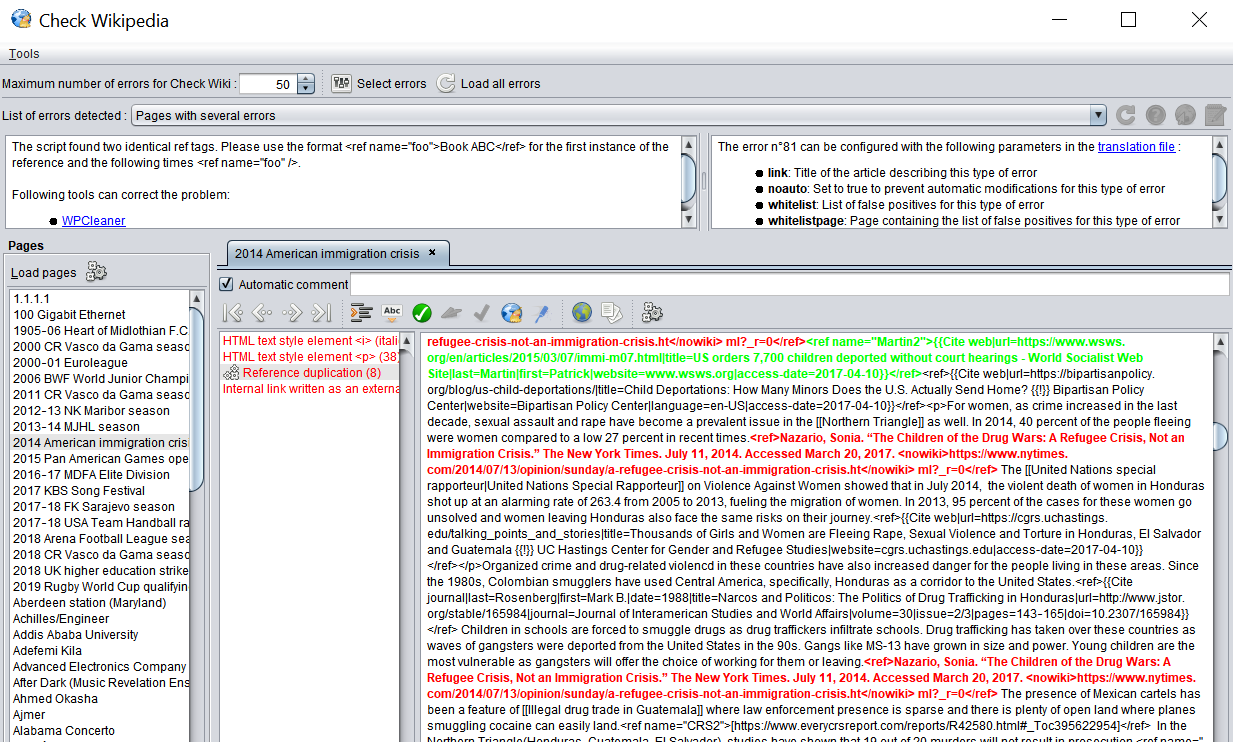 Check Wikipedia
Tools
Maximum number of errors for Check Wiki : 50 Select errors Load all errors
List of errors detected : Pages with several errors
The script found two identical ref tags. Please use the format <ref name="foo">Book ABC</ref> for the first instance of the
reference and the following times <ref name="foo" />.
Following tools can correct the problem:
WPCleaner
The error n°81 can be configured with the following parameters in the translation file :
link: Title of the article describing this type of error
noauto: Set to true to prevent automatic modifications for this type of error
whitelist: List of false positives for this type of error
whitelistpage: Page containing the list of false positives for this type of error
Pages
Load pages
1.1.1.1
100 Gigabit Ethernet
1905-06 Heart of Midlothian F.C.
2000 CR Vasco da Gama seaso
2000-01 Euroleague
2006 BWF World Junior Champi
2011 CR Vasco da Gama seaso
2012-13 NK Maribor season
2013-14 MJHL season
2014 American immigration cris
2015 Pan American Games ope
2016-17 MDFA Elite Division
2017 KBS Song Festival
2017-18 FK Sarajevo season
2017-18 USA Team Handball ra
2018 Arena Football League sea
2018 CR Vasco da Gama seaso
2018 UK higher education strike
2019 Rugby World Cup qualifyin
Aberdeen station (Maryland)
Achilles/Engineer
Addis Ababa University
Adefemi Kila
Advanced Electronics Company
After Dark (Music Revelation Ens
Ahmed Okasha
Ajmer
Alabama Concerto
2014 American immigration crisis
Automatic comment
Abc
HTML text style element <i> (itali
HTML text style element <p> (38)
Reference duplication (8)
Internal link written as an externa
refugee-crisis-not-an-immigration-crisis.ht</nowiki> ml?_r=0</ref><ref name="Martin2">{{Cite web|url=https://www.wsws.
org/en/articles/2015/03/07/immi-m07.html|title=US orders 7,700 children deported without court hearings - World Socialist Web
Site|last=Martin|first=Patrick|website=www.wsws.org|access-date=2017-04-10}}</ref><ref>{{Cite web|url=https://bipartisanpolicy.
org/blog/us-child-deportations/|title=Child Deportations: How Many Minors Does the U.S. Actually Send Home? {{!}} Bipartisan Policy
Center|website=Bipartisan Policy Center|language=en-US|access-date=2017-04-10}}</ref><p>For women, as crime increased in the last
decade, sexual assault and rape have become a prevalent issue in the [[Northern Triangle]] as well. In 2014, 40 percent of the people fleeing
were women compared to a low 27 percent in recent times.<ref>Nazario, Sonia. “The Children of the Drug Wars: A Refugee Crisis, Not an
Immigration Crisis.” The New York Times. July 11, 2014. Accessed March 20, 2017. <nowiki>https://www.nytimes.
com/2014/07/13/opinion/sunday/a-refugee-crisis-not-an-immigration-crisis.ht</nowiki> ml?_r=0</ref> The [[United Nations special
rapporteur|United Nations Special Rapporteur]] on Violence Against Women showed that in July 2014, the violent death of women in Honduras
shot up at an alarming rate of 263.4 from 2005 to 2013, fueling the migration of women. In 2013, 95 percent of the cases for these women go
unsolved and women leaving Honduras also face the same risks on their journey.<ref>{{Cite web|url=https://cgrs.uchastings.
edu/talking_points_and_stories|title=Thousands of Girls and Women are Fleeing Rape, Sexual Violence and Torture in Honduras, El Salvador
and Guatemala {{!}} UC Hastings Center for Gender and Refugee Studies|website=cgrs.uchastings.edu|access-date=2017-04-10}}
</ref></p>Organized crime and drug-related violencd in these countries have also increased danger for the people living in these areas. Since
the 1980s, Colombian smugglers have used Central America, specifically, Honduras as a corridor to the United States.<ref>{{Cite
journal|last=Rosenberg|first=Mark B.|date=1988|title=Narcos and Politicos: The Politics of Drug Trafficking in Honduras|url=http://www.jstor.
org/stable/165984|journal=Journal of Interamerican Studies and World Affairs|volume=30|issue=2/3|pages=143-165|doi=10.2307/165984}}
</ref> Children in schools are forced to smuggle drugs as drug traffickers infiltrate schools. Drug trafficking has taken over these countries as
waves of gangsters were deported from the United States in the 90s. Gangs like MS-13 have grown in size and power. Young children are the
most vulnerable as gangsters will offer the choice of working for them or leaving.<ref>Nazario, Sonia. “The Children of the Drug Wars: A
Refugee Crisis, Not an Immigration Crisis.” The New York Times. July 11, 2014. Accessed March 20, 2017. <nowiki>https://www.nytimes.
com/2014/07/13/opinion/sunday/a-refugee-crisis-not-an-immigration-crisis.ht</nowiki> ml?_r=0</ref> The presence of Mexican cartels has
been a feature of [[Illegal drug trade in Guatemala]] where law enforcement presence is sparse and there is plenty of open land where planes
smuggling cocaine can easily land.<ref name="CRS2">[https://www.everycrsreport.com/reports/R42580.html#_Toc395622954]</ref> In the
Northern Triangle(Honduras, Guatemala, El Salvador), studies have shown that 19 out of 20 murders will not result in prosecution.<ref name="